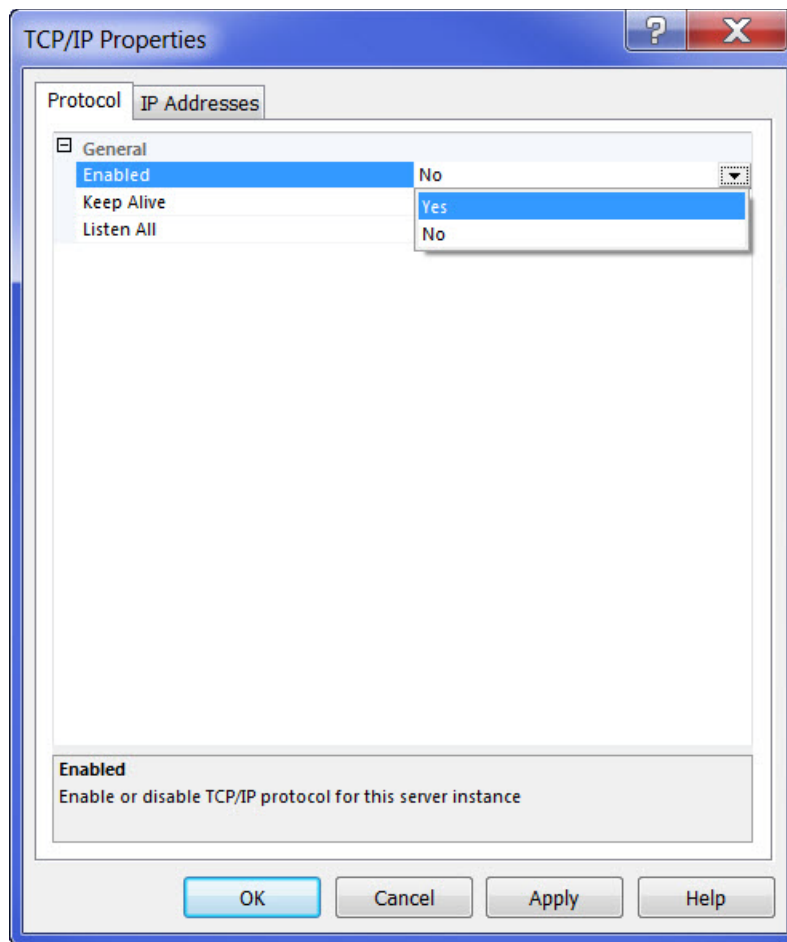 TCP/IP Properties
Protocol IP Addresses
General
Enabled No
Keep Alive Yes
Listen All No
Enabled
Enable or disable TCP/IP protocol for this server instance
OK Cancel Apply Help